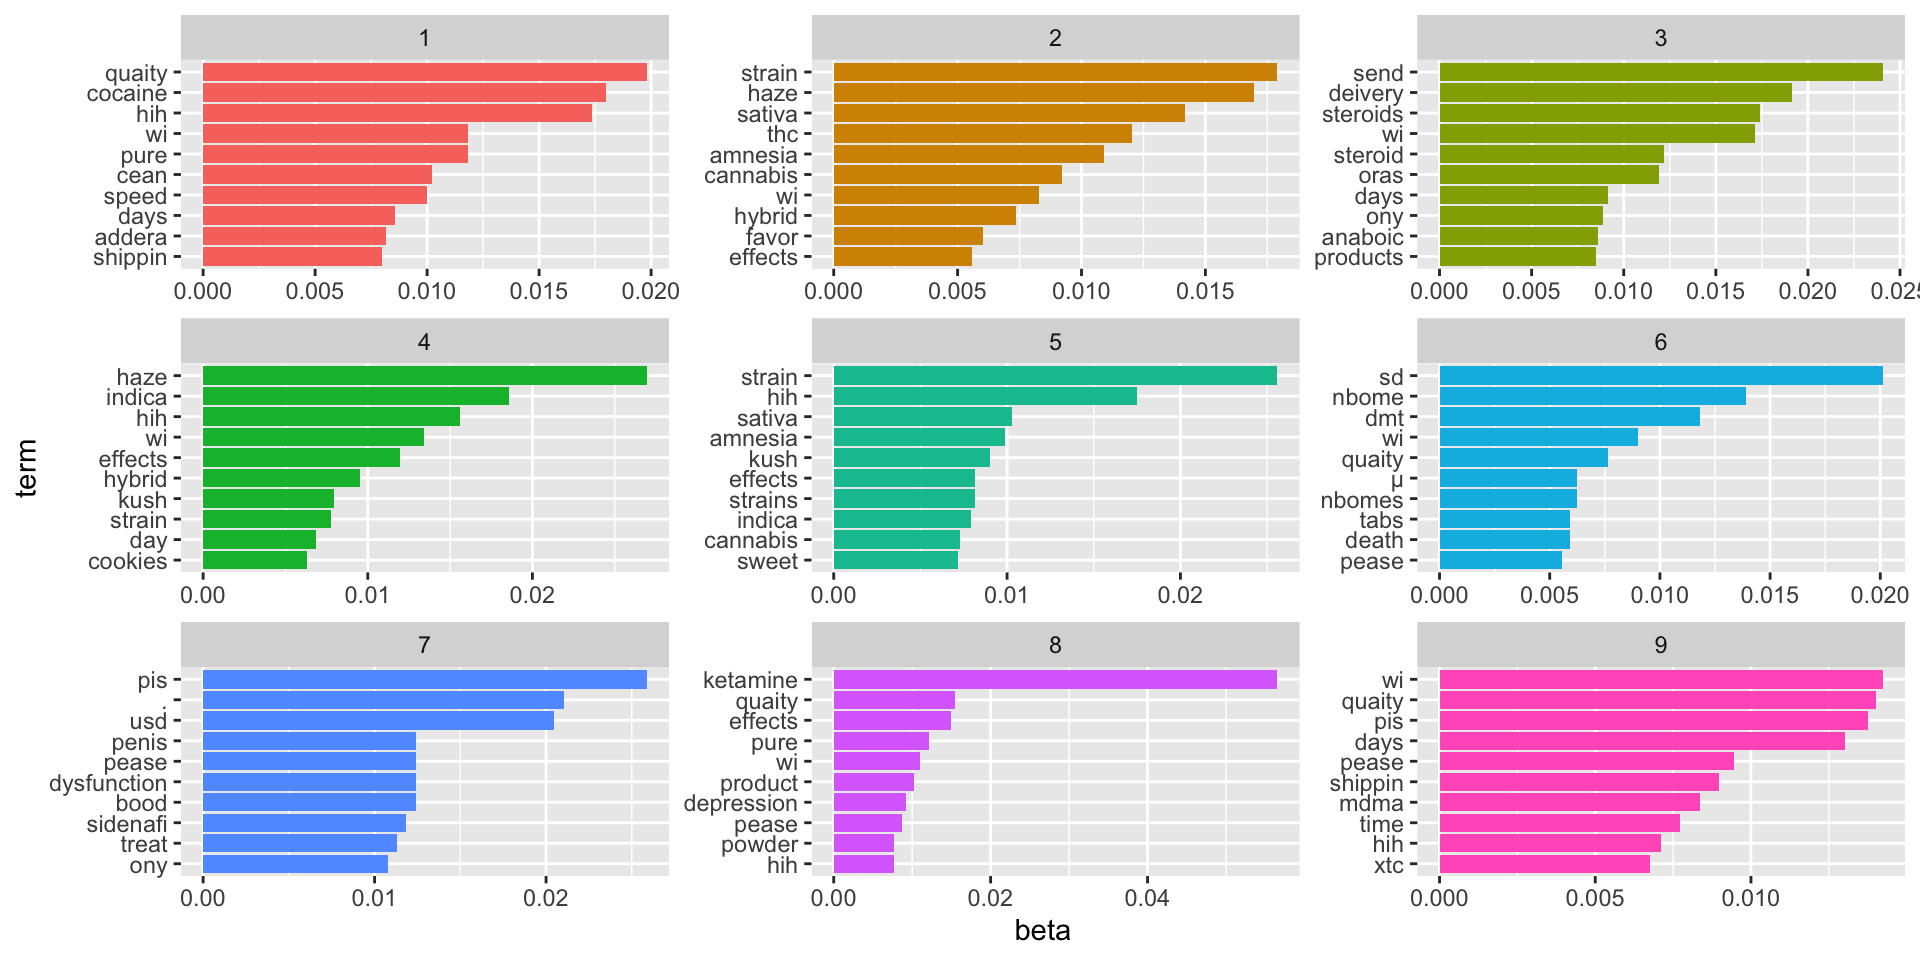 1
quaity
cocaine
hih
wi
pure
cean
speed
days
addera
shippin
0.000 0.005 0.010 0.015 0.020
2
strain
haze
sativa
thc
amnesia
cannabis
wi
hybrid
favor
effects
0.000 0.005 0.010 0.015
3
send
deivery
steroids
wi
steroid
oras
days
ony
anaboic
products
0.000 0.005 0.010 0.015 0.020 0.025
4
haze
indica
hih
wi
effects
hybrid
kush
strain
day
cookies
0.00 0.01 0.02
5
strain
hih
sativa
amnesia
kush
effects
strains
indica
cannabis
sweet
0.00 0.01 0.02
6
sd
nbome
dmt
wi
quaity
µ
nbomes
tabs
death
pease
0.000 0.005 0.010 0.015 0.020
7
pis
.
usd
penis
pease
dysfunction
bood
sidenafi
treat
ony
0.00 0.01 0.02
8
ketamine
quaity
effects
pure
wi
product
depression
pease
powder
hih
0.00 0.02 0.04
9
wi
quaity
pis
days
pease
shippin
mdma
time
hih
xtc
0.000 0.005 0.010
term
beta